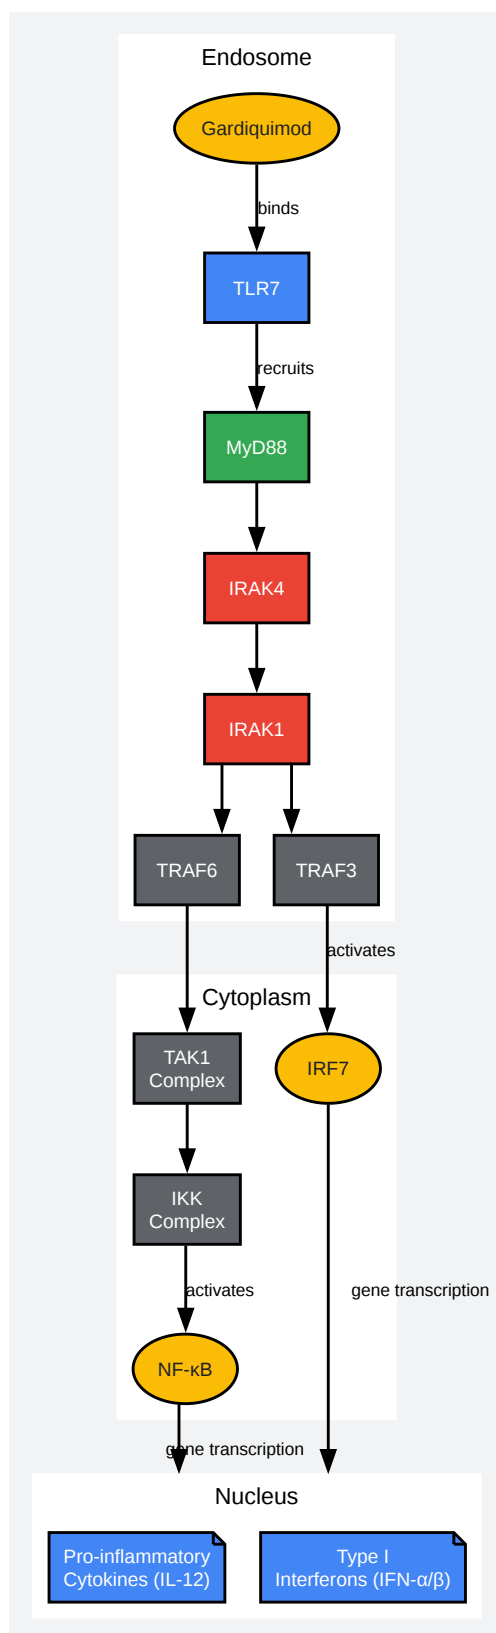 Endosome
Gardiquimod
binds
TLR7
recruits
MyD88
IRAK4
IRAK1
TRAF6
TRAF3
activates
Cytoplasm
TAK1
Complex
IRF7
IKK
Complex
activates
gene transcription
NF-κB
gene transcription
Nucleus
Pro-inflammatory
Cytokines (IL-12)
Type I
Interferons (IFN-α/β)